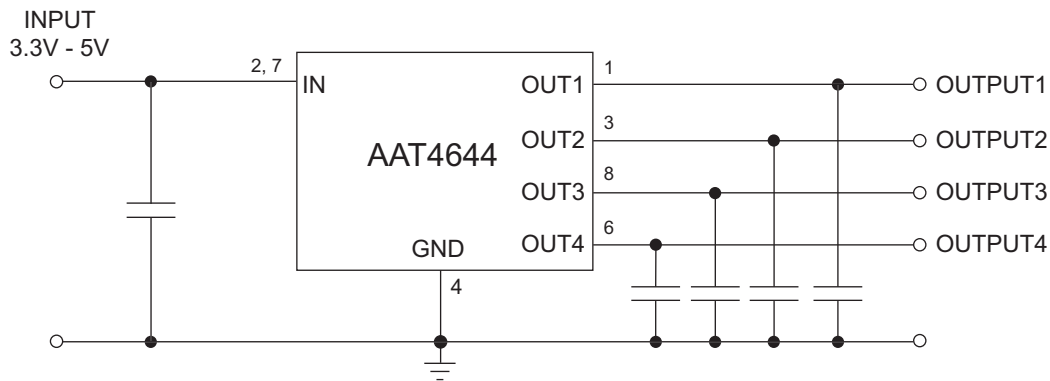 INPUT
3.3V - 5V
2, 7
IN
AAT4644
GND
4
OUT1
1
OUTPUT1
OUT2
3
OUTPUT2
OUT3
8
OUTPUT3
OUT4
6
OUTPUT4